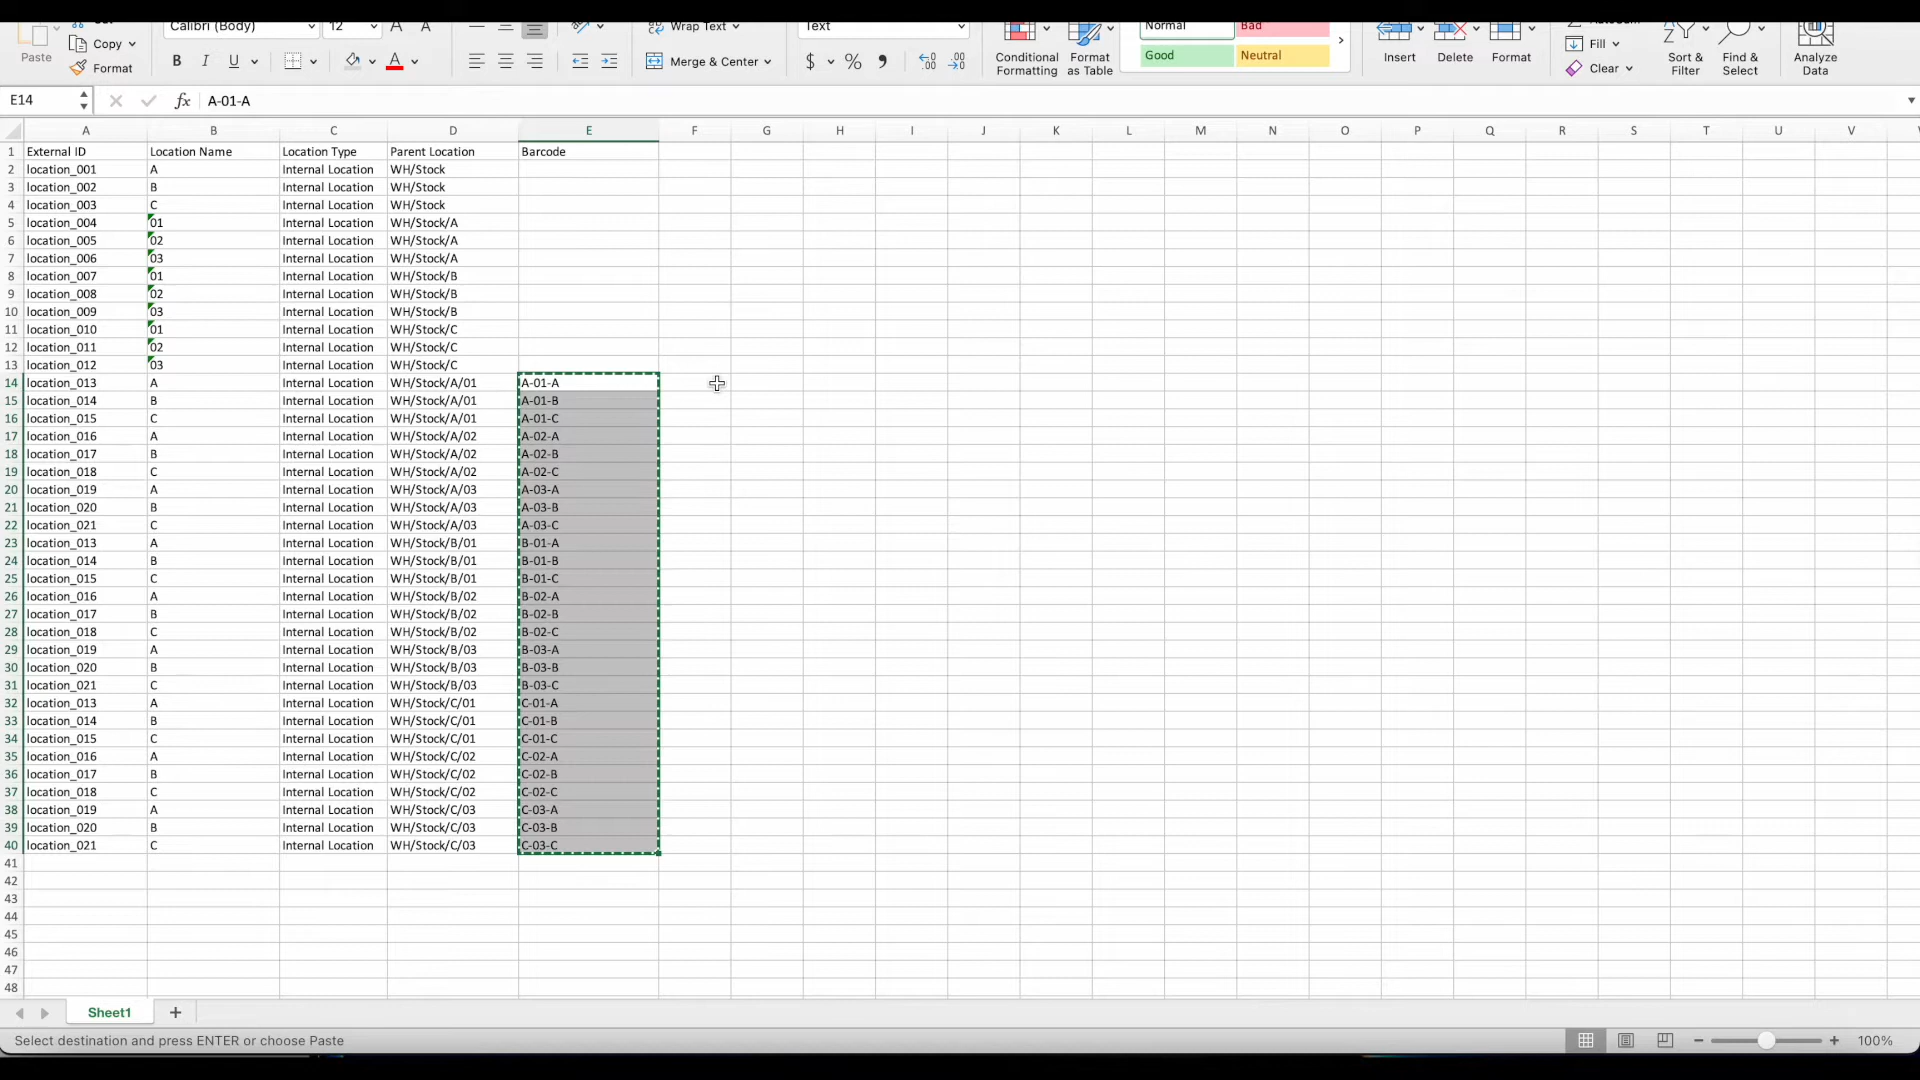 Calibri (Body) 12 Wrap Text Text Normal Bad
Paste Copy Format B I U Merge & Center $ % Conditional Formatting Format as Table Good Neutral Insert Delete Format Fill Clear Sort & Filter Find & Select Analyze Data
E14 fx A-01-A
A B C D E F G H I J K L M N O P Q R S T U V
1 External ID Location Name Location Type Parent Location Barcode
2 location_001 A Internal Location WH/Stock
3 location_002 B Internal Location WH/Stock
4 location_003 C Internal Location WH/Stock
5 location_004 01 Internal Location WH/Stock/A
6 location_005 02 Internal Location WH/Stock/A
7 location_006 03 Internal Location WH/Stock/A
8 location_007 01 Internal Location WH/Stock/B
9 location_008 02 Internal Location WH/Stock/B
10 location_009 03 Internal Location WH/Stock/B
11 location_010 01 Internal Location WH/Stock/C
12 location_011 02 Internal Location WH/Stock/C
13 location_012 03 Internal Location WH/Stock/C
14 location_013 A Internal Location WH/Stock/A/01 A-01-A
15 location_014 B Internal Location WH/Stock/A/01 A-01-B
16 location_015 C Internal Location WH/Stock/A/01 A-01-C
17 location_016 A Internal Location WH/Stock/A/02 A-02-A
18 location_017 B Internal Location WH/Stock/A/02 A-02-B
19 location_018 C Internal Location WH/Stock/A/02 A-02-C
20 location_019 A Internal Location WH/Stock/A/03 A-03-A
21 location_020 B Internal Location WH/Stock/A/03 A-03-B
22 location_021 C Internal Location WH/Stock/A/03 A-03-C
23 location_013 A Internal Location WH/Stock/B/01 B-01-A
24 location_014 B Internal Location WH/Stock/B/01 B-01-B
25 location_015 C Internal Location WH/Stock/B/01 B-01-C
26 location_016 A Internal Location WH/Stock/B/02 B-02-A
27 location_017 B Internal Location WH/Stock/B/02 B-02-B
28 location_018 C Internal Location WH/Stock/B/02 B-02-C
29 location_019 A Internal Location WH/Stock/B/03 B-03-A
30 location_020 B Internal Location WH/Stock/B/03 B-03-B
31 location_021 C Internal Location WH/Stock/B/03 B-03-C
32 location_013 A Internal Location WH/Stock/C/01 C-01-A
33 location_014 B Internal Location WH/Stock/C/01 C-01-B
34 location_015 C Internal Location WH/Stock/C/01 C-01-C
35 location_016 A Internal Location WH/Stock/C/02 C-02-A
36 location_017 B Internal Location WH/Stock/C/02 C-02-B
37 location_018 C Internal Location WH/Stock/C/02 C-02-C
38 location_019 A Internal Location WH/Stock/C/03 C-03-A
39 location_020 B Internal Location WH/Stock/C/03 C-03-B
40 location_021 C Internal Location WH/Stock/C/03 C-03-C
41
42
43
44
45
46
47
48
Sheet1
Select destination and press ENTER or choose Paste 100%